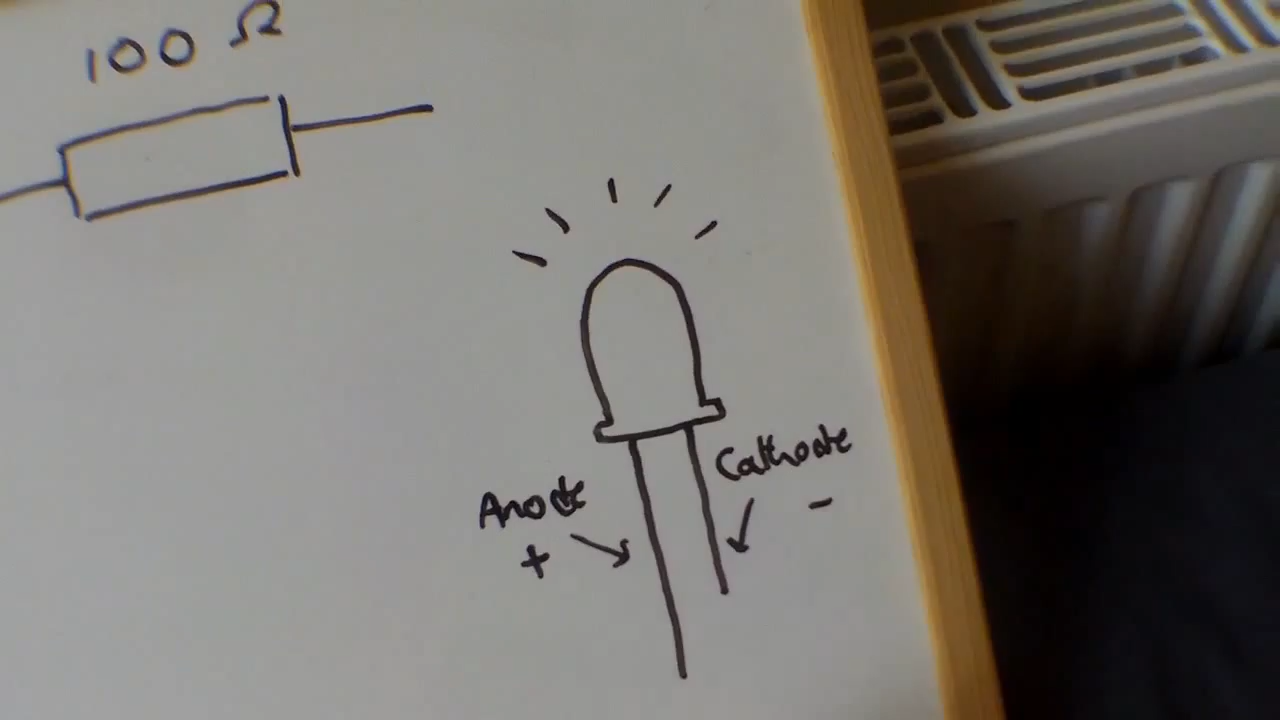 100 Ω
Anode
+
Cathode
-